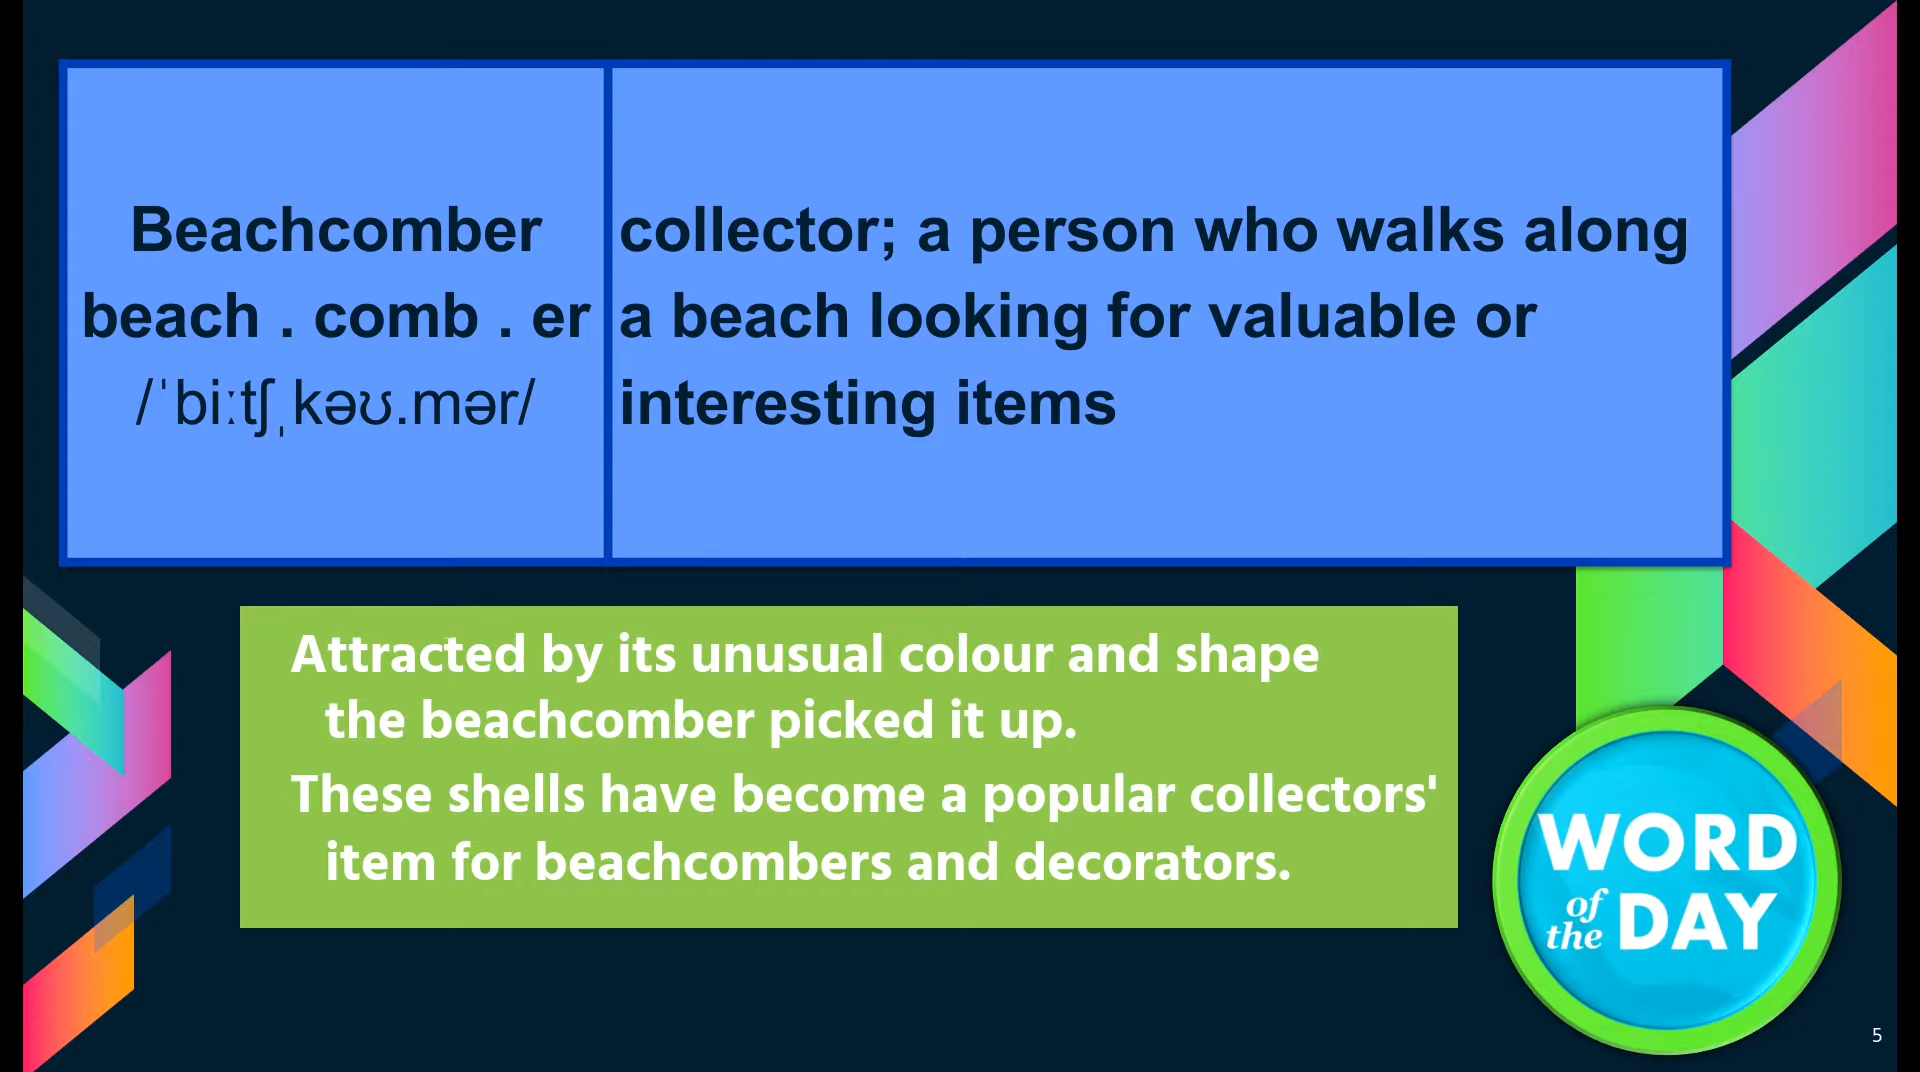 Beachcomber
beach . comb . er
/ˈbiːtʃˌkəʊ.mər/
collector; a person who walks along
a beach looking for valuable or
interesting items
Attracted by its unusual colour and shape
the beachcomber picked it up.
These shells have become a popular collectors'
item for beachcombers and decorators.
WORD
of
the DAY
5